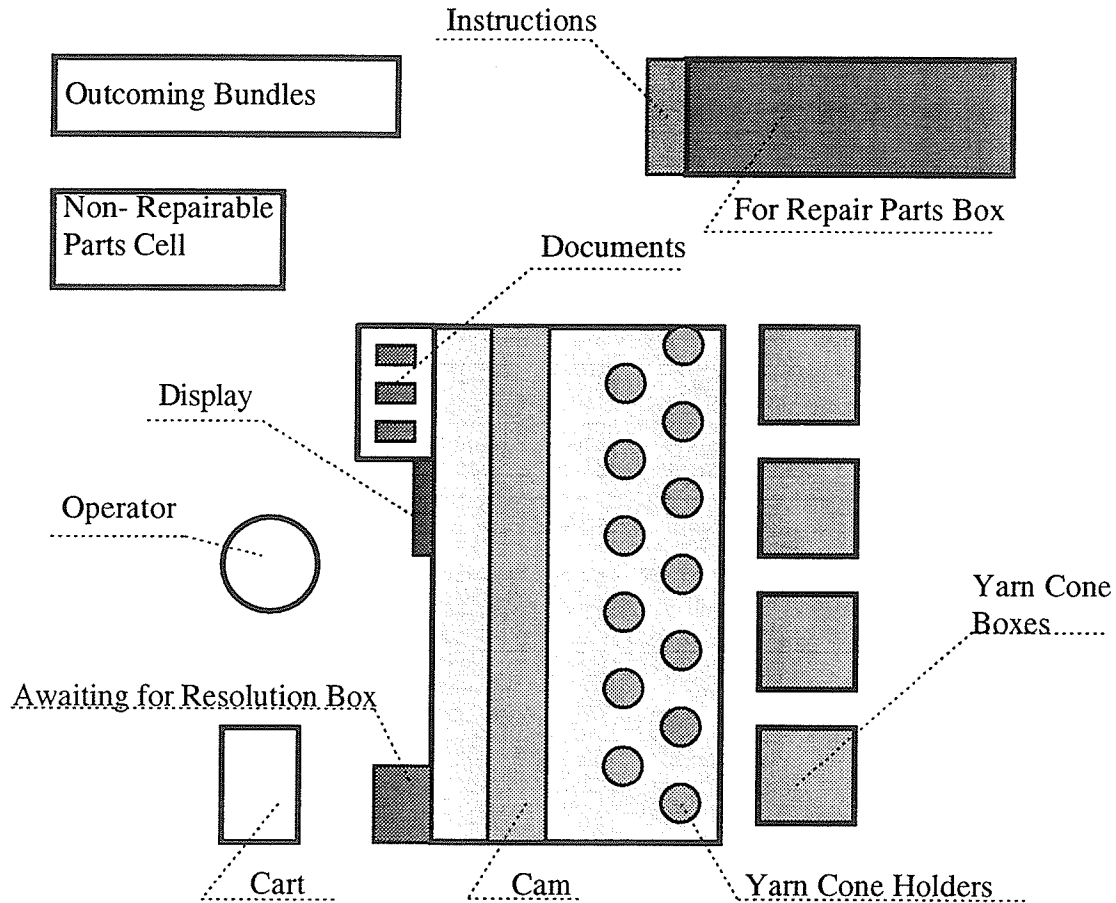 Instructions
Outcoming Bundles
Non- Repairable
Parts Cell
For Repair Parts Box
Documents
Display
Operator
Yarn Cone
Boxes
Awaiting for Resolution Box
Cart
Cam
Yarn Cone Holders